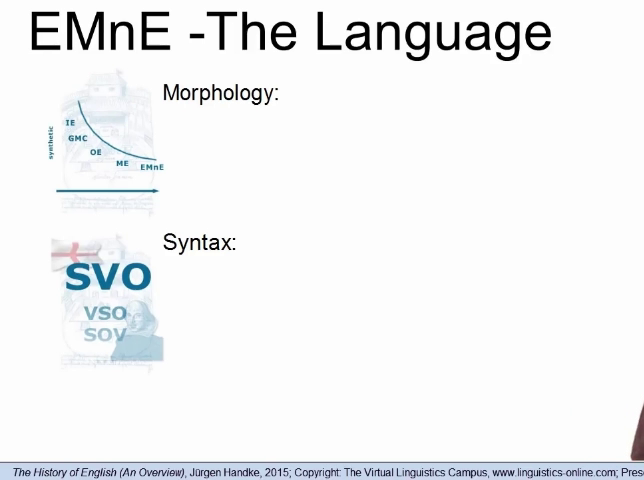 EMnE -The Language
Morphology:
synthetic
IE
GMC
OE
ME
EMnE
Syntax:
SVO
VSO
SOV
The History of English (An Overview), Jürgen Handke, 2015; Copyright: The Virtual Linguistics Campus, www.linguistics-online.com; Pres